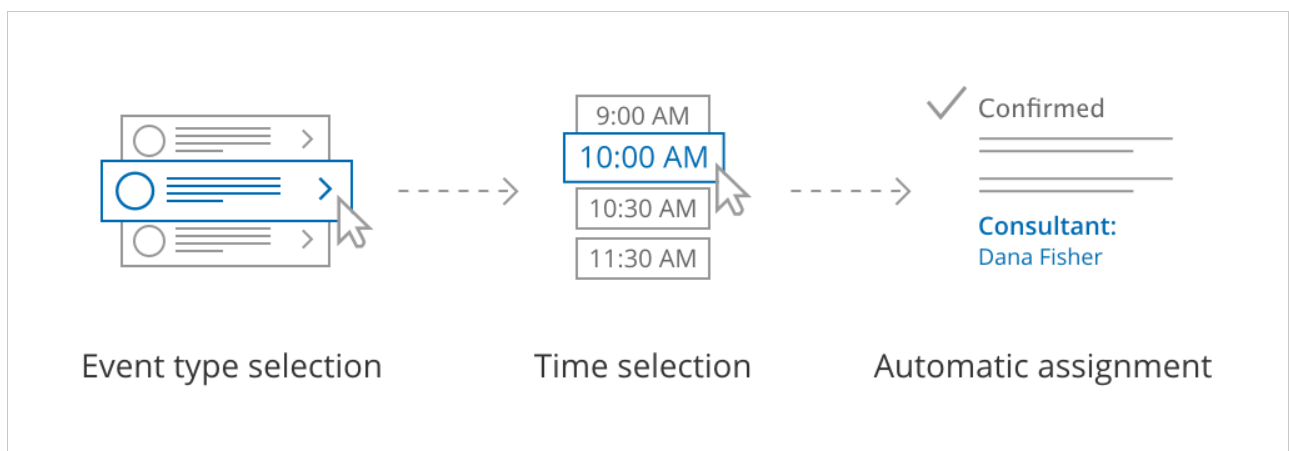 9:00 AM
10:00 AM
10:30 AM
11:30 AM
Confirmed
Consultant:
Dana Fisher
Event type selection
Time selection
Automatic assignment